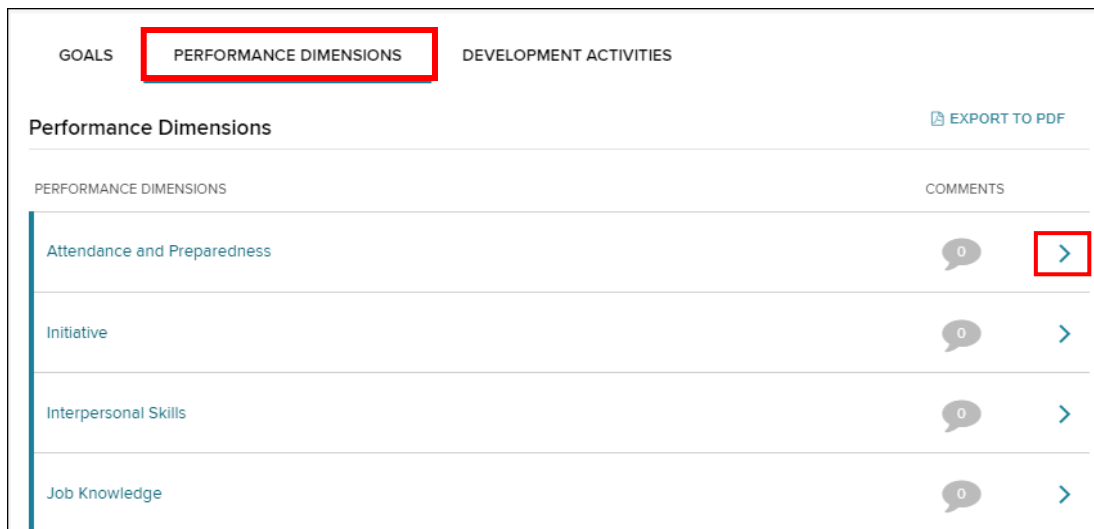 GOALS PERFORMANCE DIMENSIONS DEVELOPMENT ACTIVITIES
Performance Dimensions EXPORT TO PDF
PERFORMANCE DIMENSIONS COMMENTS
Attendance and Preparedness 0
Initiative 0
Interpersonal Skills 0
Job Knowledge 0